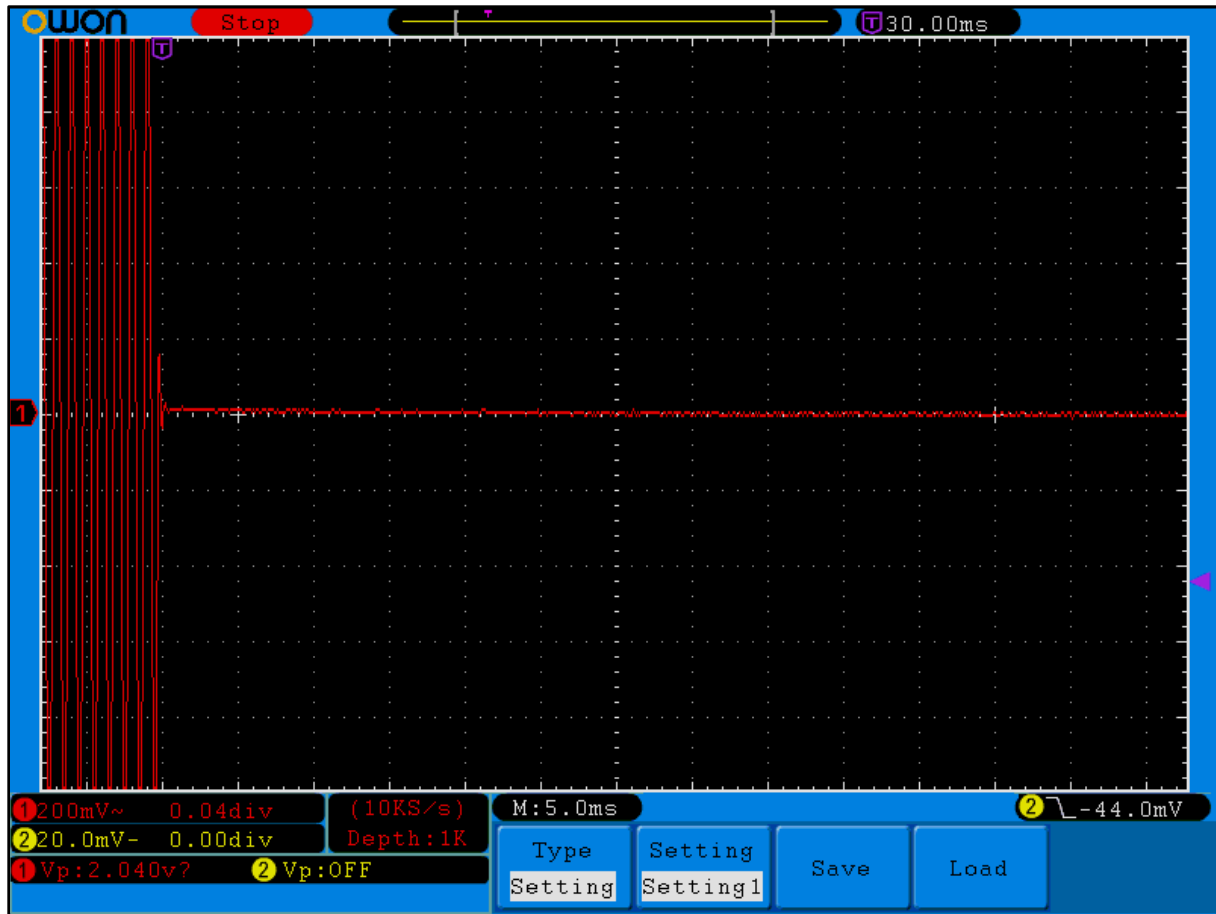 owon Stop T 30.00ms
T
1
1 200mV~ 0.04div (10KS/s) M:5.0ms 2 -44.0mV
2 20.0mV- 0.00div Depth:1K
1 Vp:2.040v? 2 Vp:OFF
Type Setting Save Load
Setting Setting1